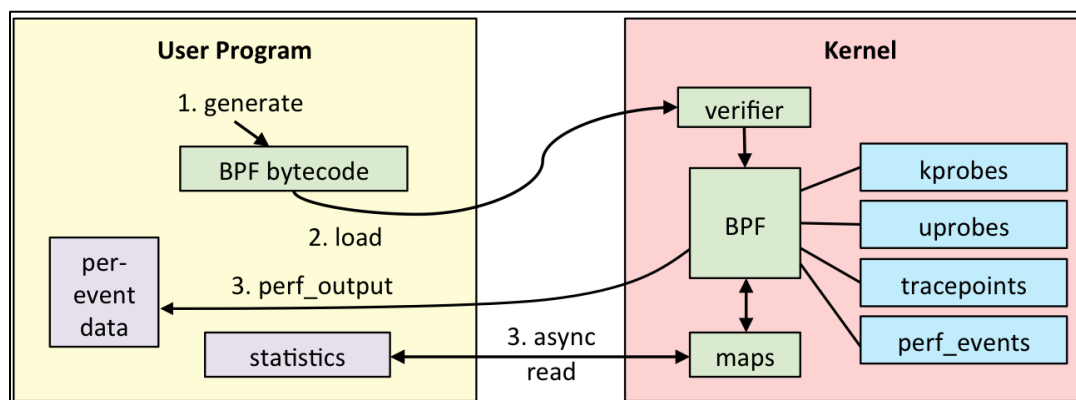 User Program
1. generate
BPF bytecode
2. load
per-
event
data
3. perf_output
statistics
3. async
read
Kernel
verifier
BPF
maps
kprobes
uprobes
tracepoints
perf_events